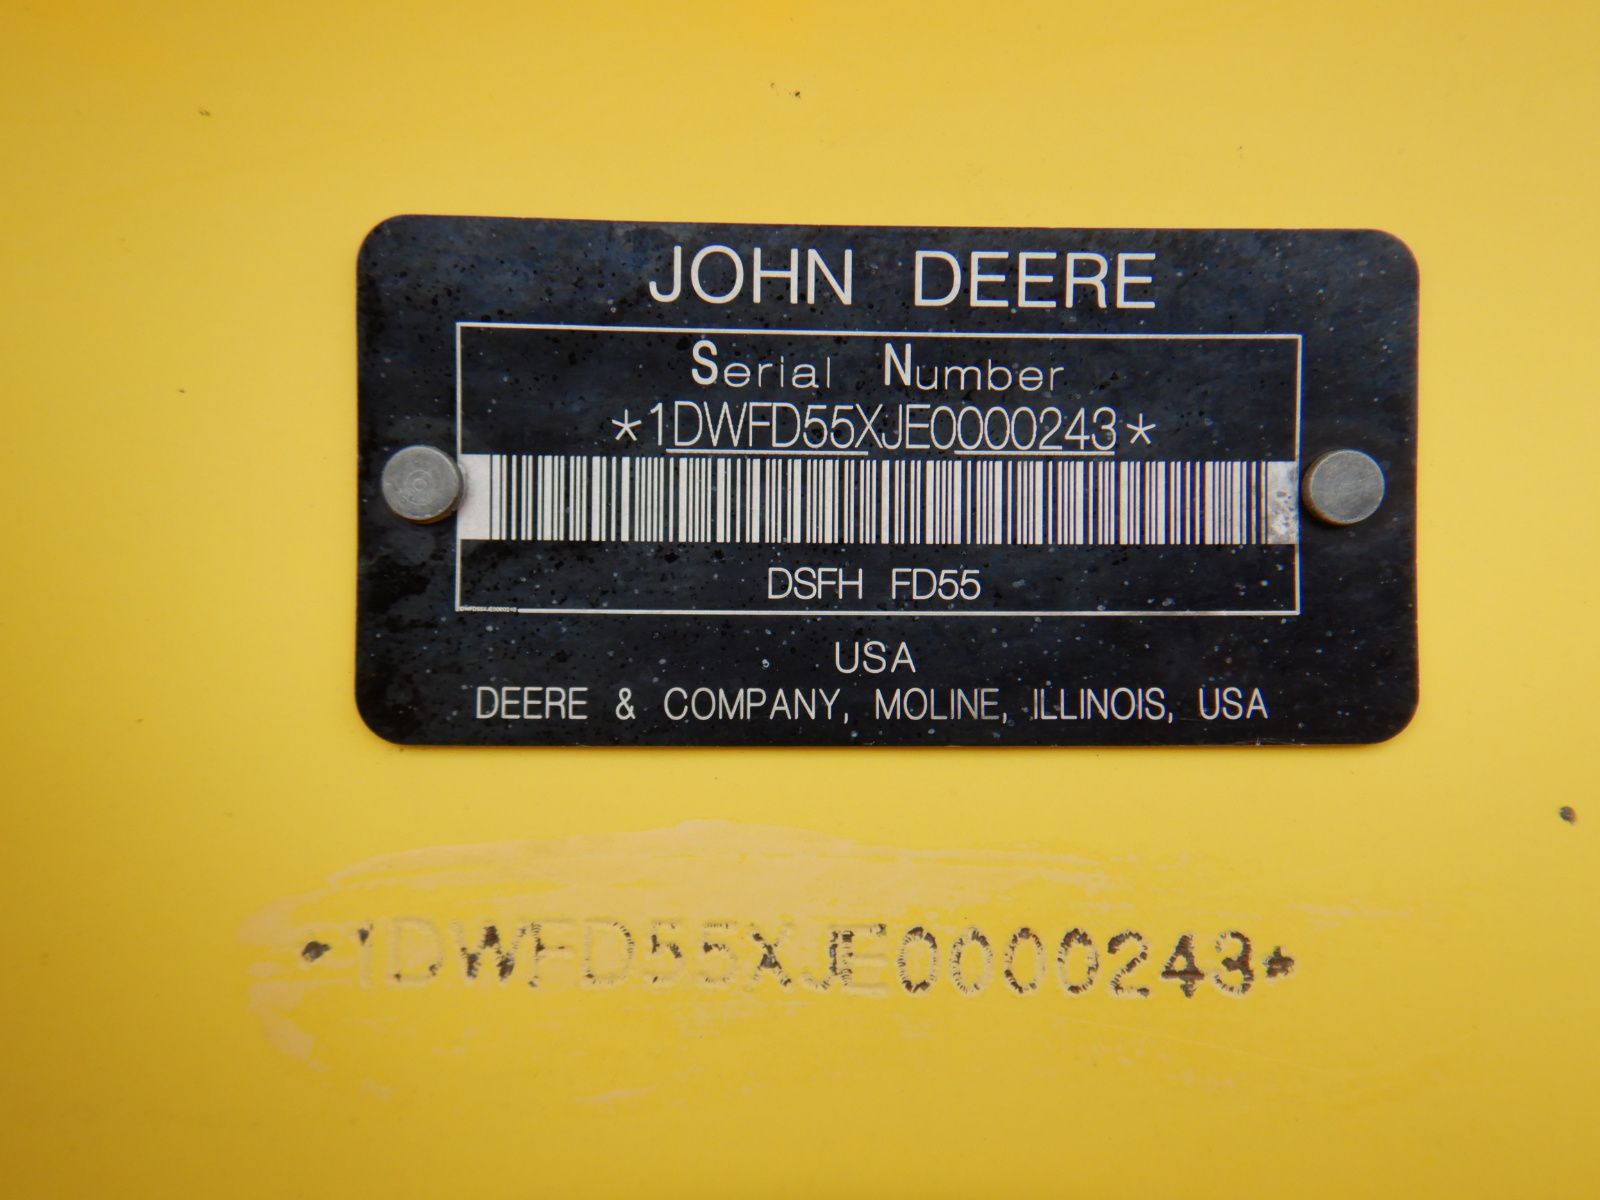 JOHN DEERE
Serial Number
*1DWFD55XJE0000243*
DSFH FD55
USA
DEERE & COMPANY, MOLINE, ILLINOIS, USA
*1DWFD55XJE0000243*